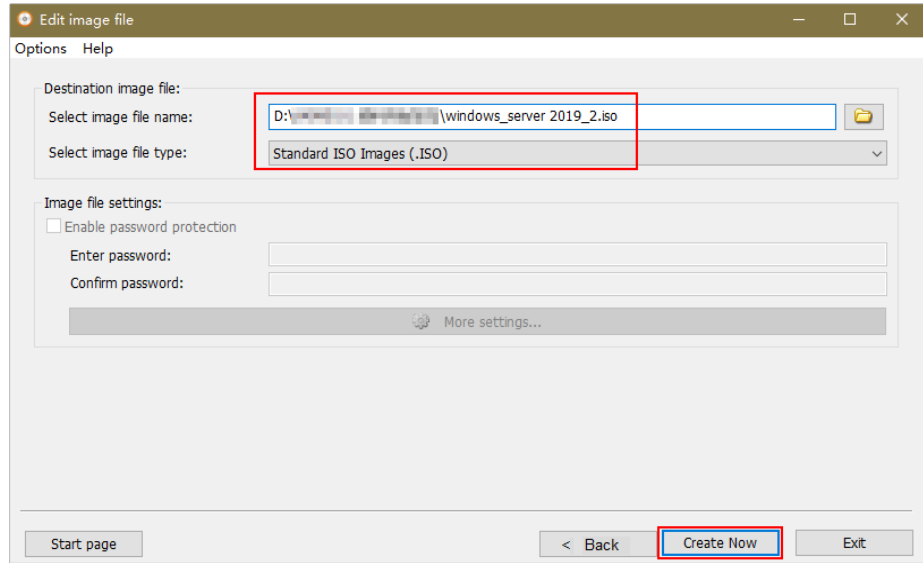 Edit image file
Options Help
Destination image file:
Select image file name: D:\ \windows_server 2019_2.iso
Select image file type: Standard ISO Images (.ISO)
Image file settings:
Enable password protection
Enter password:
Confirm password:
More settings...
Start page < Back Create Now Exit